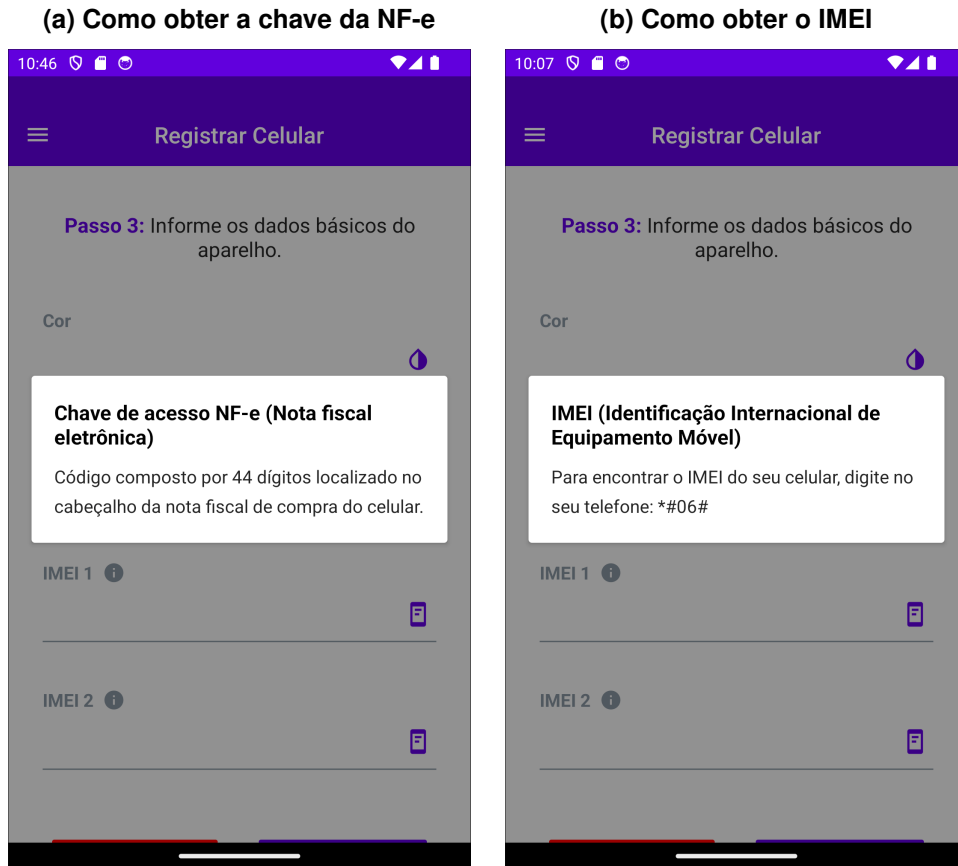 (a) Como obter a chave da NF-e
10:46
Registrar Celular
Passo 3: Informe os dados básicos do
aparelho.
Cor
Chave de acesso NF-e (Nota fiscal
eletrônica)
Código composto por 44 dígitos localizado no
cabeçalho da nota fiscal de compra do celular.
IMEI 1
IMEI 2
(b) Como obter o IMEI
10:07
Registrar Celular
Passo 3: Informe os dados básicos do
aparelho.
Cor
IMEI (Identificação Internacional de
Equipamento Móvel)
Para encontrar o IMEI do seu celular, digite no
seu telefone: *#06#
IMEI 1
IMEI 2